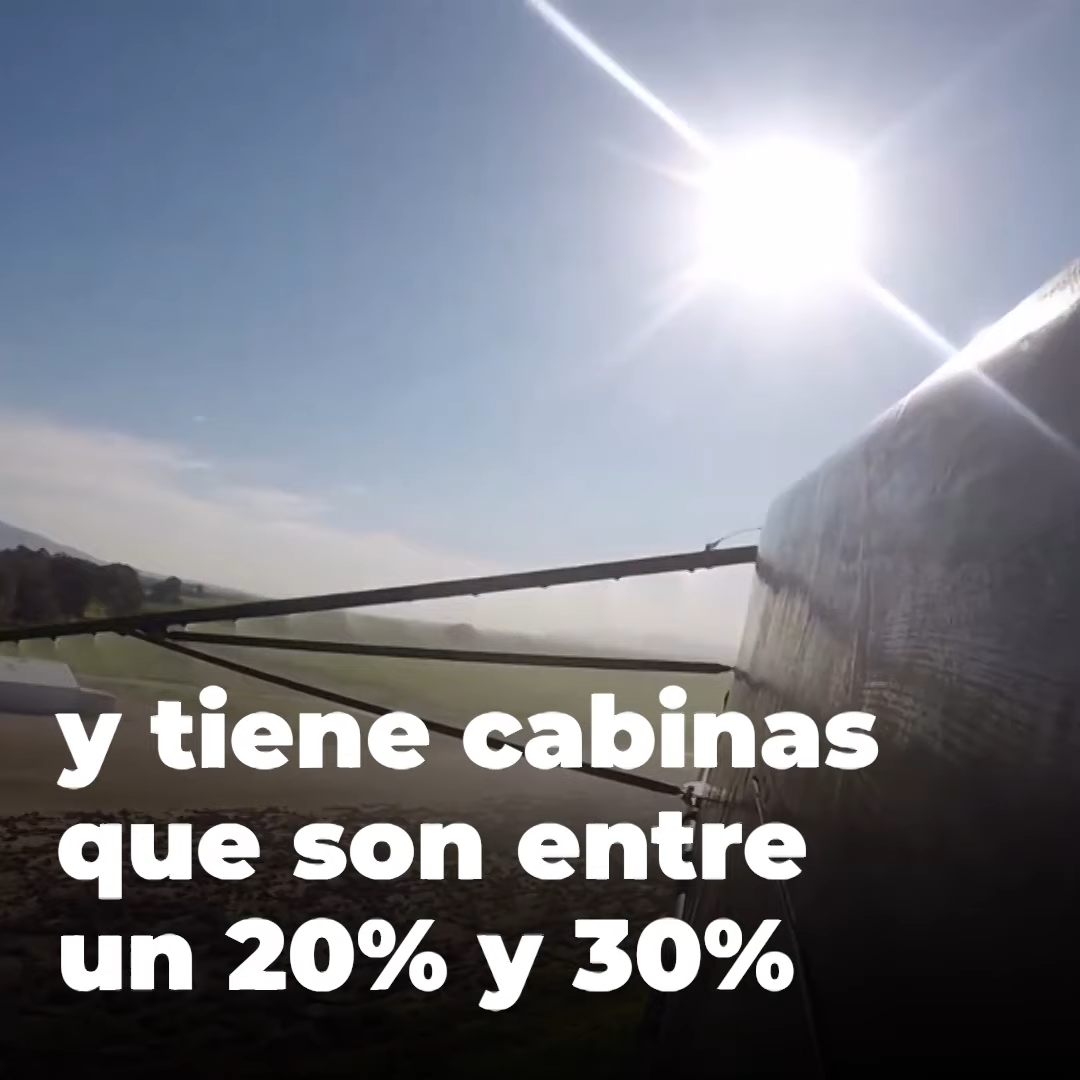 y tiene cabinas
que son entre
un 20% y 30%